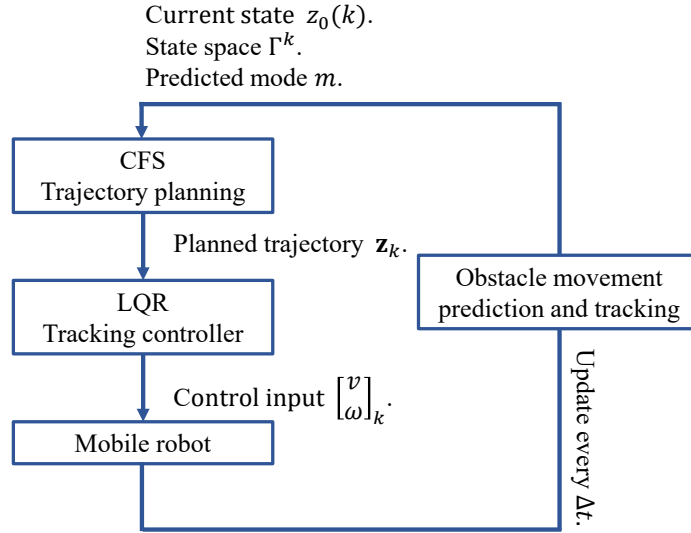 Current state z₀(k).
State space Γᵏ.
Predicted mode m.
CFS
Trajectory planning
Planned trajectory 𝐳ₖ.
LQR
Tracking controller
Obstacle movement
prediction and tracking
Control input [v ω]ₖ.
Mobile robot
Update every Δt.